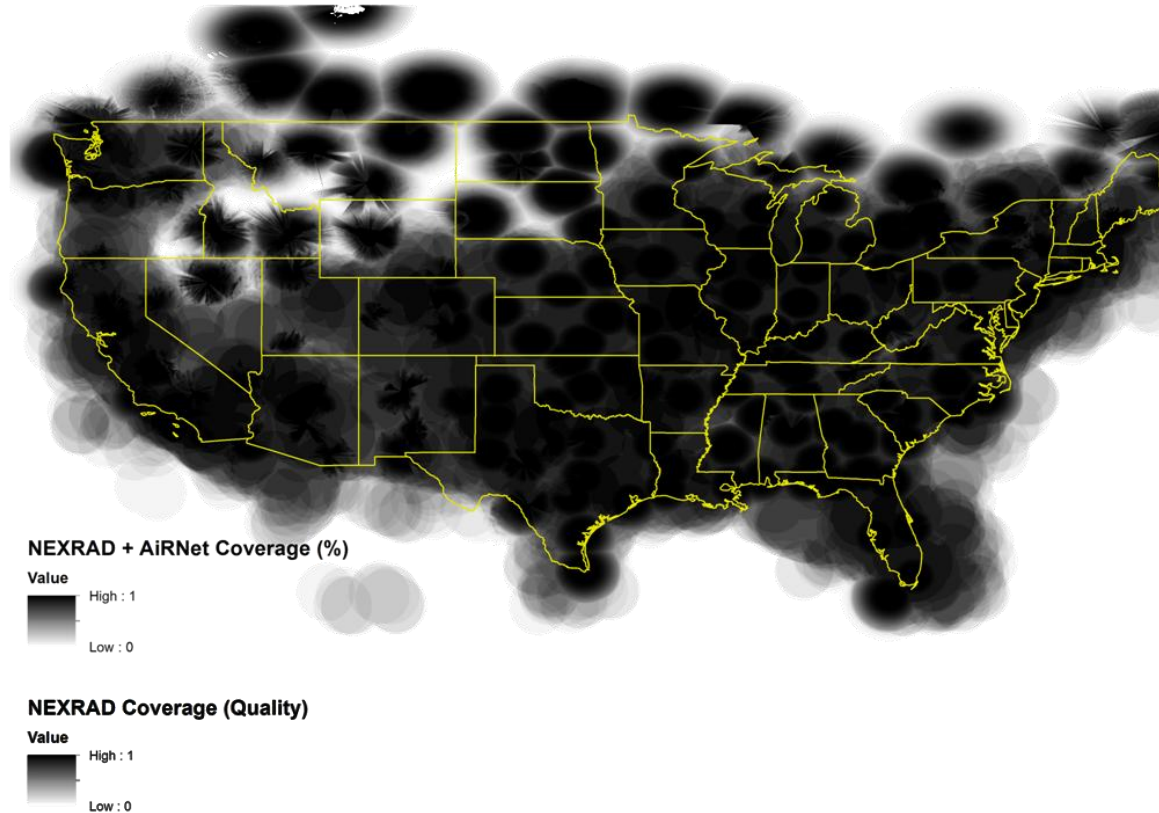 NEXRAD + AiRNet Coverage (%)
Value
High : 1
Low : 0
NEXRAD Coverage (Quality)
Value
High : 1
Low : 0